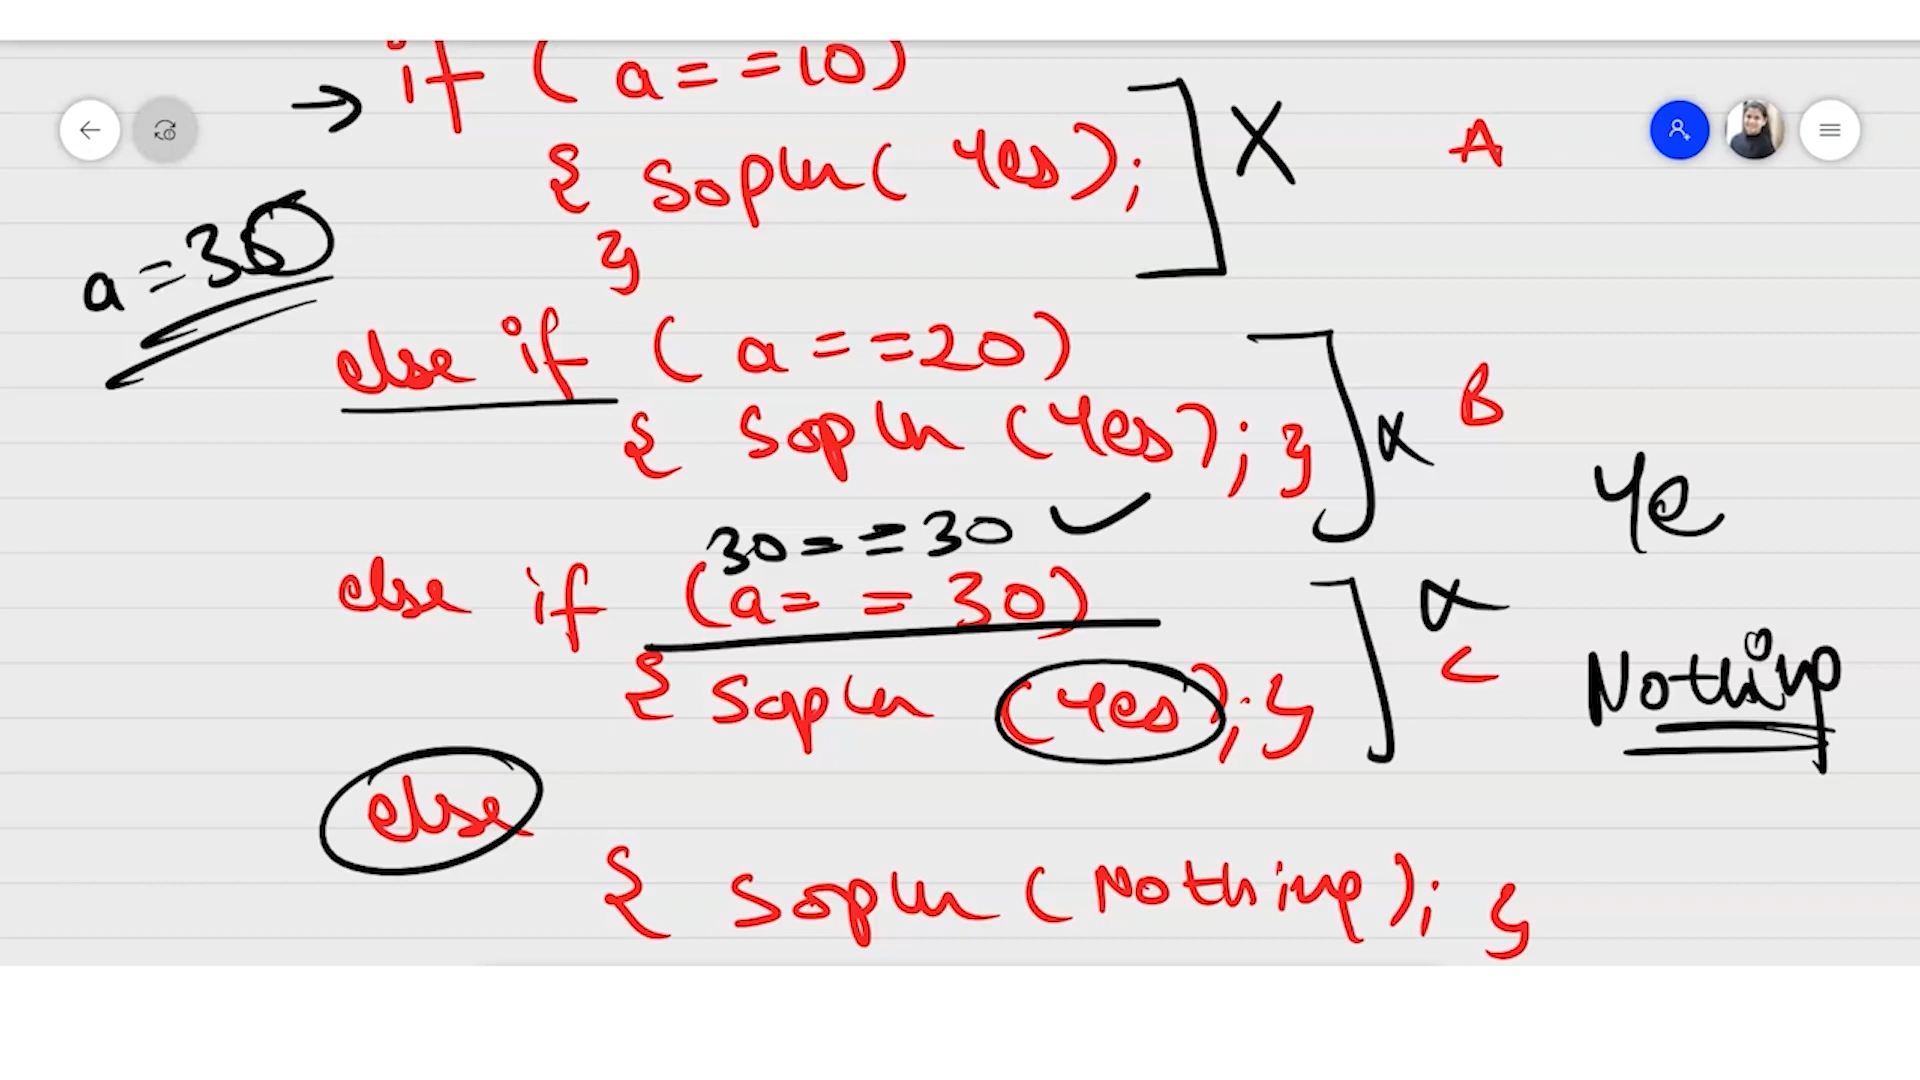 → if ( a==10)
{ Sopln( Yes);
}
] X A
a=3
else if ( a==20)
{ Sopln (Yes); }
] x B
30==30 ✓
Ye
else if (a==30)
{ Sopln (Yes); }
] x C
Nothing
else
{ Sopln (Nothing); }